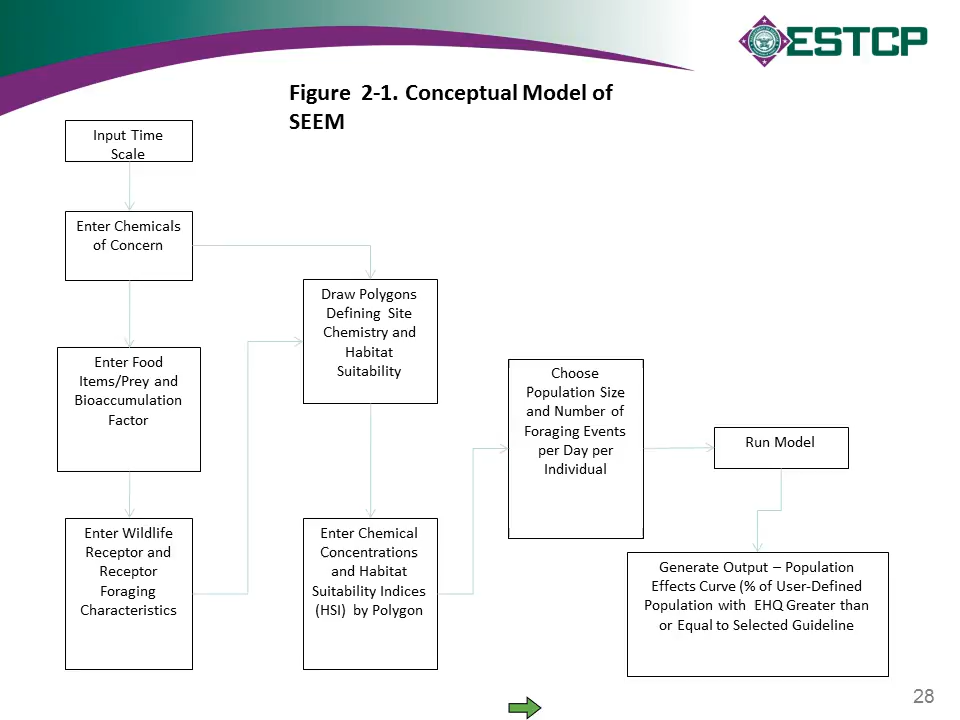 ESTCP
Figure 2-1. Conceptual Model of
SEEM
Input Time
Scale
Enter Chemicals
of Concern
Enter Food
Items/Prey and
Bioaccumulation
Factor
Enter Wildlife
Receptor and
Receptor
Foraging
Characteristics
Draw Polygons
Defining Site
Chemistry and
Habitat
Suitability
Enter Chemical
Concentrations
and Habitat
Suitability Indices
(HSI) by Polygon
Choose
Population Size
and Number of
Foraging Events
per Day per
Individual
Run Model
Generate Output – Population
Effects Curve (% of User-Defined
Population with EHQ Greater than
or Equal to Selected Guideline
28